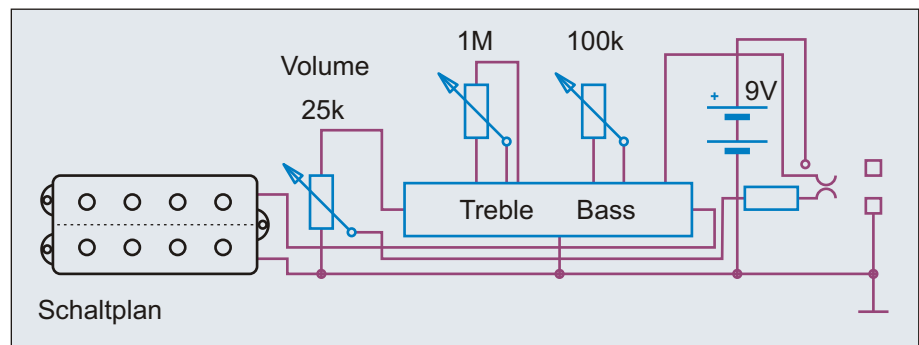 1M
100k
Volume
25k
+
9V
Treble
Bass
Schaltplan